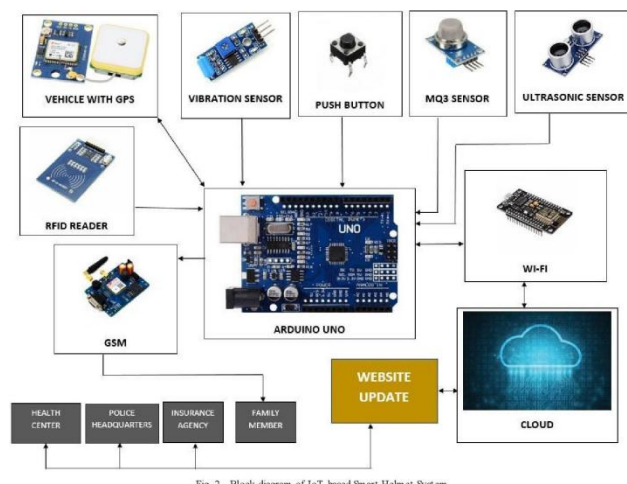 VEHICLE WITH GPS
VIBRATION SENSOR
PUSH BUTTON
MQ3 SENSOR
ULTRASONIC SENSOR
RFID READER
UNO
WI-FI
GSM
ARDUINO UNO
WEBSITE
UPDATE
CLOUD
HEALTH
CENTER
POLICE
HEADQUARTERS
INSURANCE
AGENCY
FAMILY
MEMBER
Fig. 2. Block diagram of IoT-based Smart Helmet System